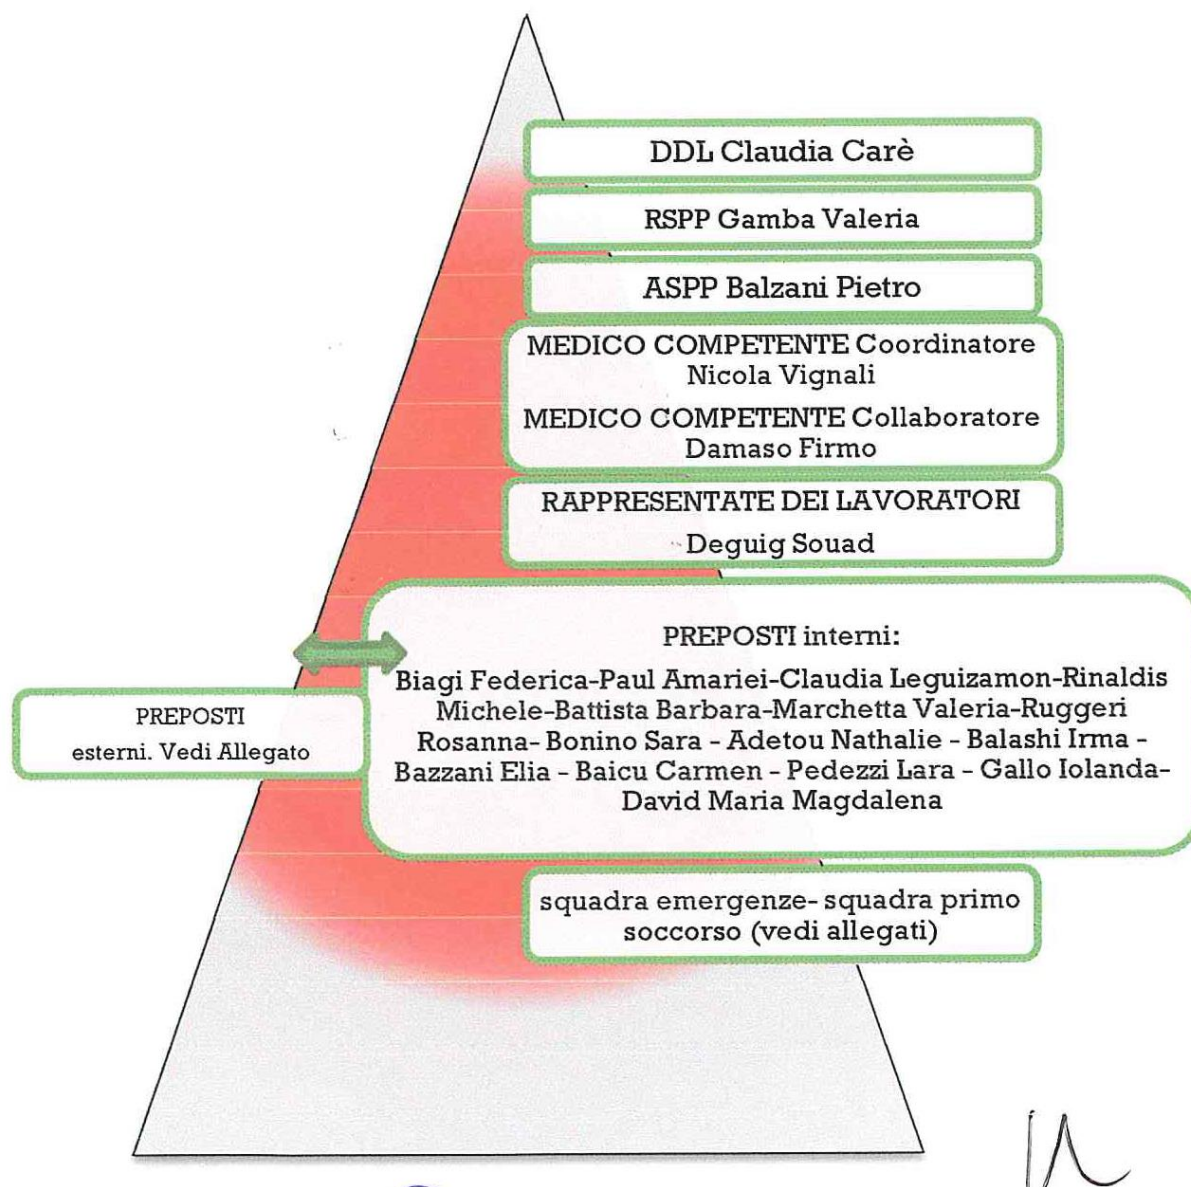 DDL Claudia Carè
RSPP Gamba Valeria
ASPP Balzani Pietro
MEDICO COMPETENTE Coordinatore
Nicola Vignali
MEDICO COMPETENTE Collaboratore
Damaso Firmo
RAPPRESENTATE DEI LAVORATORI
Deguig Souad
PREPOSTI interni:
Biagi Federica-Paul Amariei-Claudia Leguizamon-Rinaldis
Michele-Battista Barbara-Marchetta Valeria-Ruggeri
Rosanna- Bonino Sara - Adetou Nathalie - Balashi Irma -
Bazzani Elia - Baicu Carmen - Pedezzi Lara - Gallo Iolanda-
David Maria Magdalena
PREPOSTI
esterni. Vedi Allegato
squadra emergenze- squadra primo
soccorso (vedi allegati)